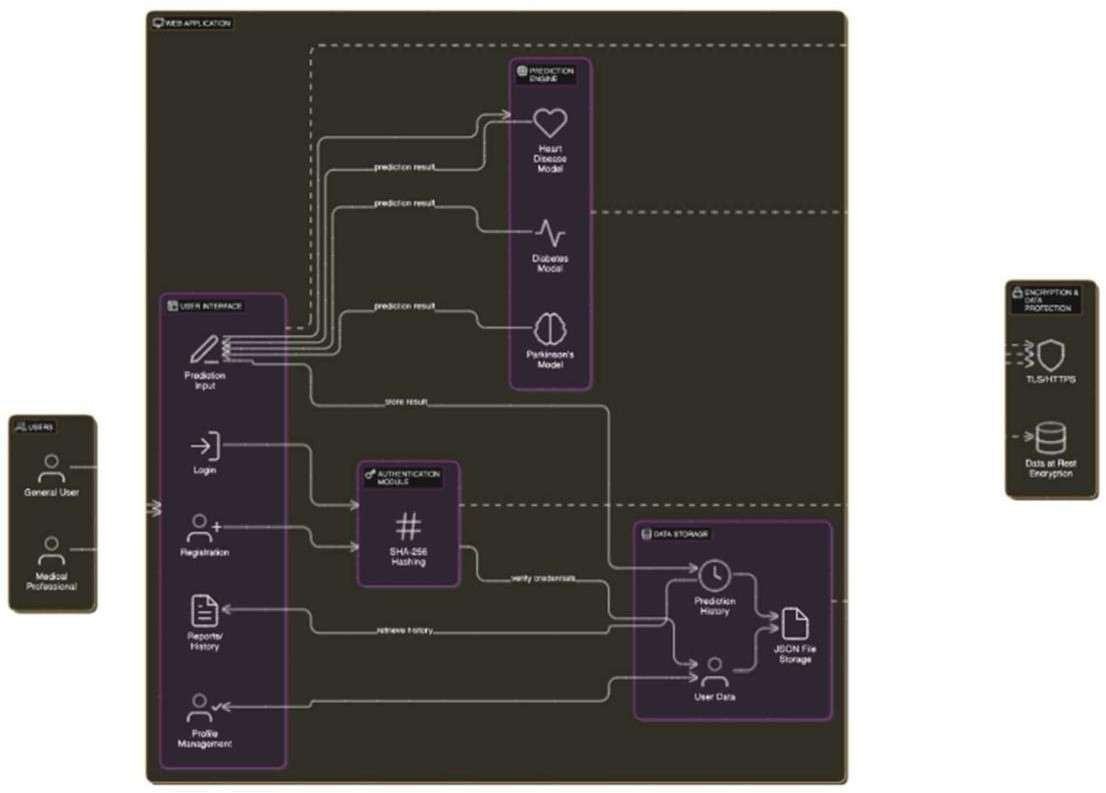 WEB APPLICATION
PREDICTION
ENGINE
Heart
Disease
Model
prediction result
prediction result
Diabetes
Model
prediction result
Parkinson's
Model
USER INTERFACE
Prediction
Input
store result
Login
AUTHENTICATION
MODULE
SHA-256
Hashing
Registration
verify credentials
Reports/
History
retrieve history
Profile
Management
DATA STORAGE
Prediction
History
JSON File
Storage
User Data
USERS
General User
Medical
Professional
ENCRYPTION &
DATA
PROTECTION
TLS/HTTPS
Data at Rest
Encryption